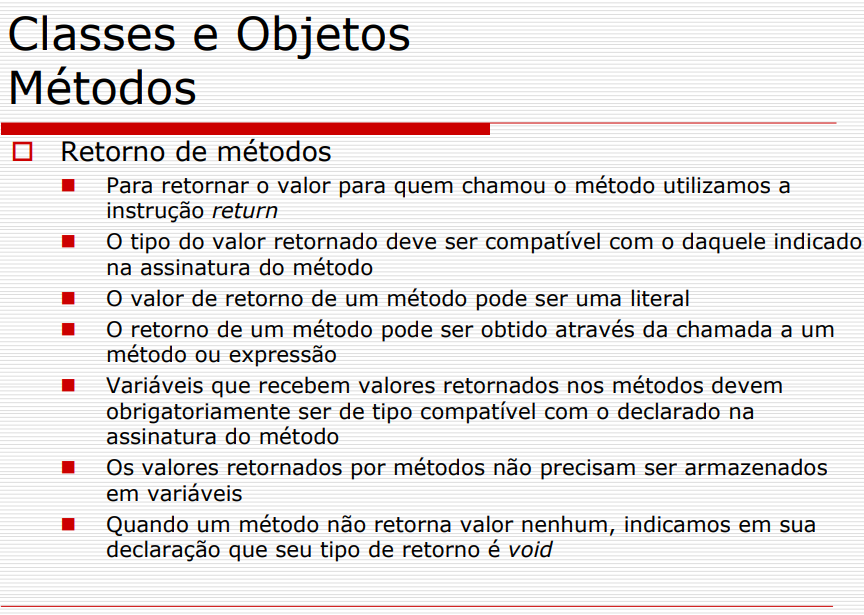 Classes e Objetos
Métodos
Retorno de métodos
Para retornar o valor para quem chamou o método utilizamos a
instrução return
O tipo do valor retornado deve ser compatível com o daquele indicado
na assinatura do método
O valor de retorno de um método pode ser uma literal
O retorno de um método pode ser obtido através da chamada a um
método ou expressão
Variáveis que recebem valores retornados nos métodos devem
obrigatoriamente ser de tipo compatível com o declarado na
assinatura do método
Os valores retornados por métodos não precisam ser armazenados
em variáveis
Quando um método não retorna valor nenhum, indicamos em sua
declaração que seu tipo de retorno é void